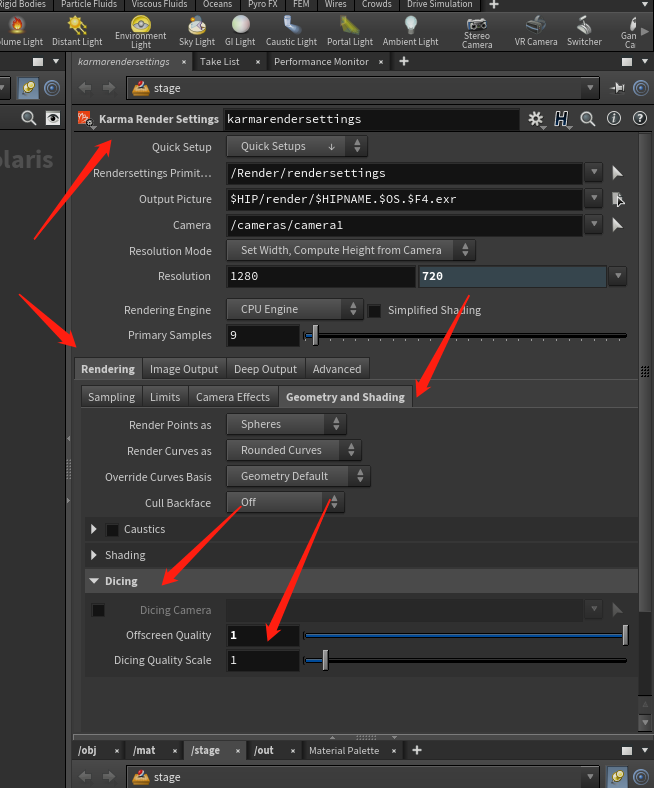 Rigid Bodies Particle Fluids Viscous Fluids Oceans Pyro FX FEM Wires Crowds Drive Simulation
Distant Light Environment Light Sky Light GI Light Caustic Light Portal Light Ambient Light Stereo Camera VR Camera Switcher
karmarendersettings × Take List × Performance Monitor × +
stage
Karma Render Settings karmarendersettings
olaris
Quick Setup Quick Setups
Rendersettings Primit... /Render/rendersettings
Output Picture $HIP/render/$HIPNAME.$OS.$F4.exr
Camera /cameras/camera1
Resolution Mode Set Width, Compute Height from Camera
Resolution 1280 720
Rendering Engine CPU Engine Simplified Shading
Primary Samples 9
Rendering Image Output Deep Output Advanced
Sampling Limits Camera Effects Geometry and Shading
Render Points as Spheres
Render Curves as Rounded Curves
Override Curves Basis Geometry Default
Cull Backface Off
Caustics
Shading
Dicing
Dicing Camera
Offscreen Quality 1
Dicing Quality Scale 1
/obj × /mat × /stage × /out × Material Palette × +
stage